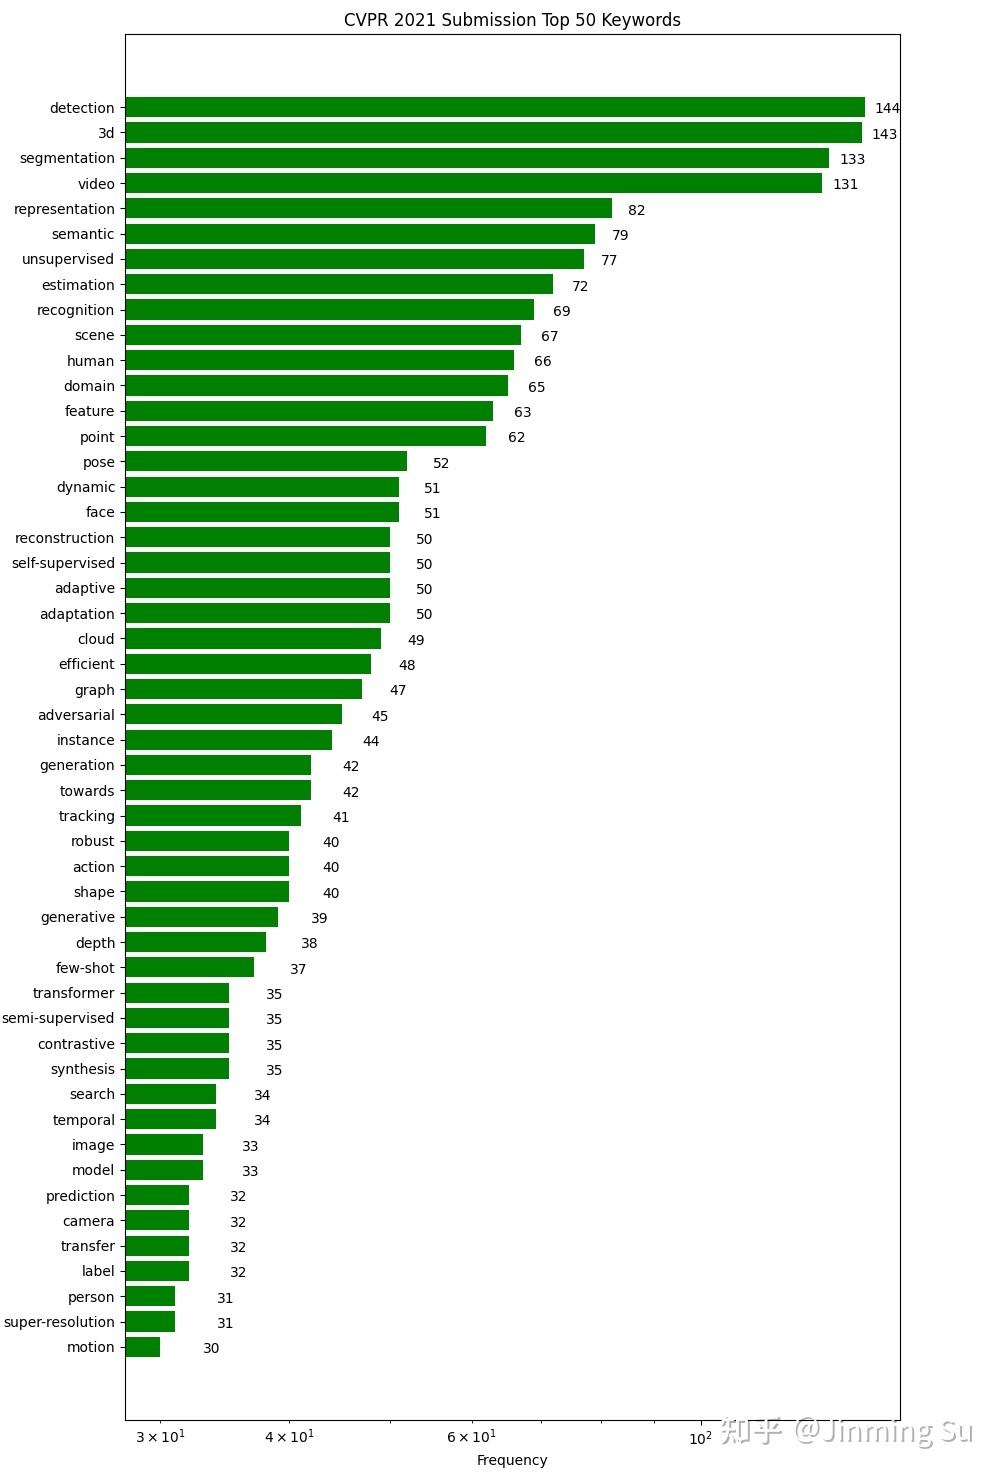 CVPR 2021 Submission Top 50 Keywords
detection 144
3d 143
segmentation 133
video 131
representation 82
semantic 79
unsupervised 77
estimation 72
recognition 69
scene 67
human 66
domain 65
feature 63
point 62
pose 52
dynamic 51
face 51
reconstruction 50
self-supervised 50
adaptive 50
adaptation 50
cloud 49
efficient 48
graph 47
adversarial 45
instance 44
generation 42
towards 42
tracking 41
robust 40
action 40
shape 40
generative 39
depth 38
few-shot 37
transformer 35
semi-supervised 35
contrastive 35
synthesis 35
search 34
temporal 34
image 33
model 33
prediction 32
camera 32
transfer 32
label 32
person 31
super-resolution 31
motion 30
3 × 10¹ 4 × 10¹ 6 × 10¹ 10²
Frequency
知乎 @Jinming Su